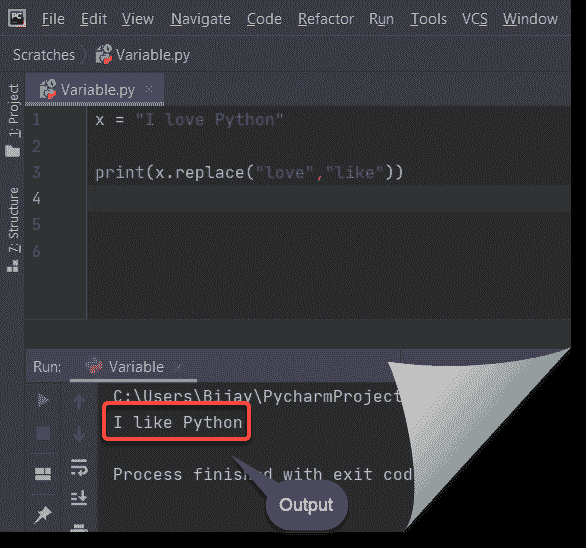 PC File Edit View Navigate Code Refactor Run Tools VCS Window
Scratches Variable.py
Variable.py ×
1: Project
7: Structure
1 x = "I love Python"
2
3 print(x.replace("love","like"))
4
5
6
Run: Variable ×
C:\Users\Bijay\PycharmProject
I like Python
Process finished with exit cod
Output